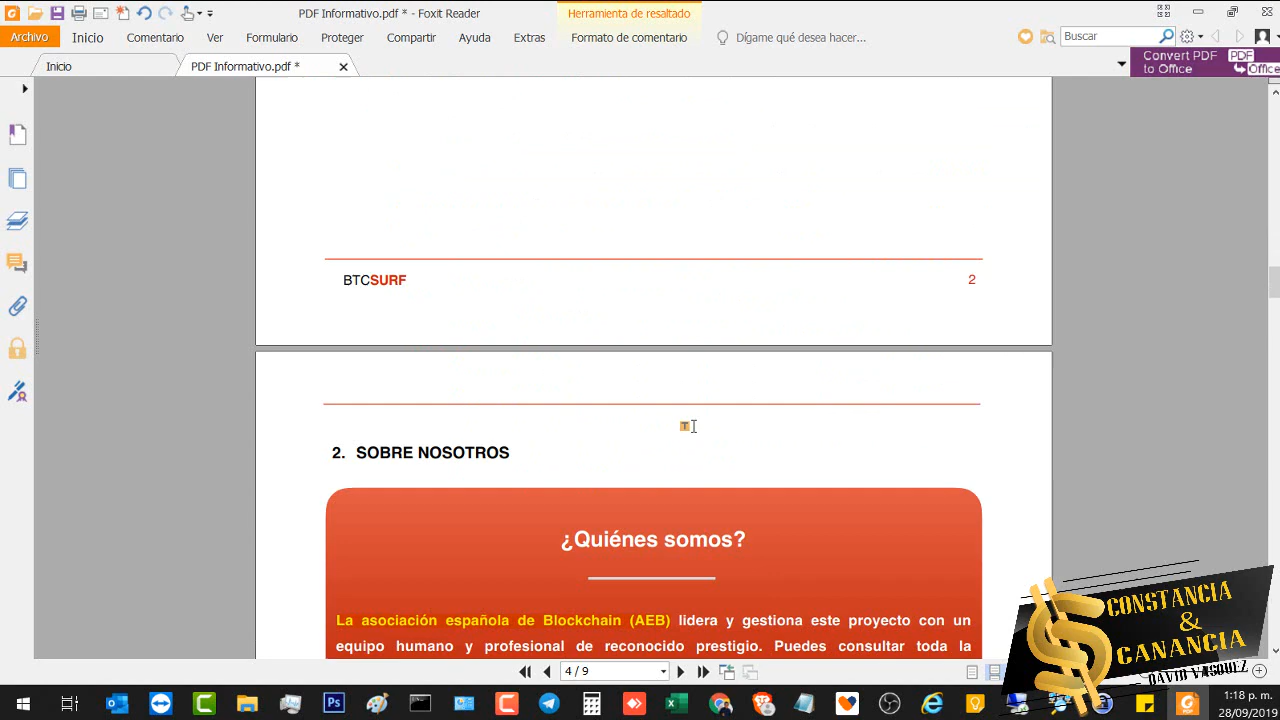 PDF Informativo.pdf * - Foxit Reader
Herramienta de resaltado
Archivo
Inicio
Comentario
Ver
Formulario
Proteger
Compartir
Ayuda
Extras
Formato de comentario
Dígame qué desea hacer...
Buscar
Inicio
PDF Informativo.pdf *
Convert PDF
to Office
PDF
Office
BTCSURF
2
T
2. SOBRE NOSOTROS
¿Quiénes somos?
La asociación española de Blockchain (AEB) lidera y gestiona este proyecto con un
equipo humano y profesional de reconocido prestigio. Puedes consultar toda la
4 / 9
CONSTANCIA
&
GANANCIA
DAVID VASQUEZ
Ps
1:18 p. m.
28/09/2019